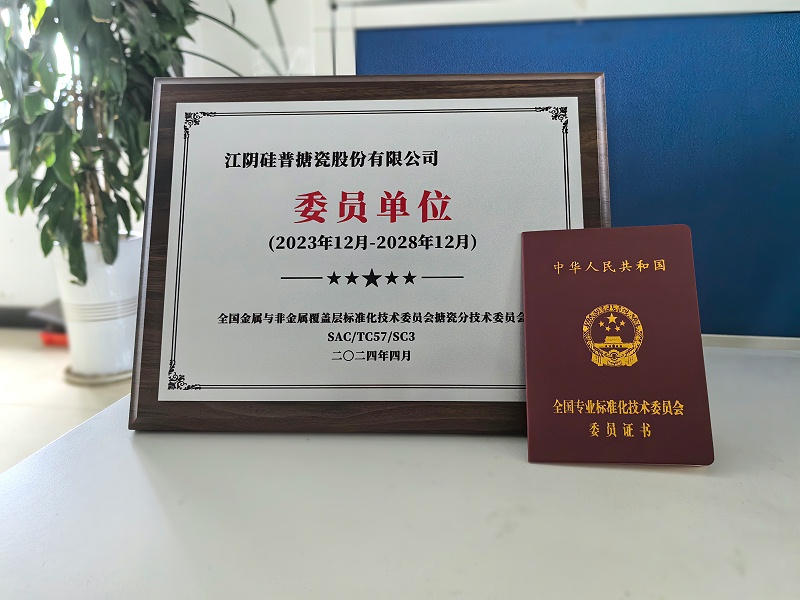 江阴硅普搪瓷股份有限公司
委员单位
(2023年12月-2028年12月)
全国金属与非金属覆盖层标准化技术委员会搪瓷分技术委员会
SAC/TC57/SC3
二〇二四年四月
中华人民共和国
全国专业标准化技术委员会
委员证书